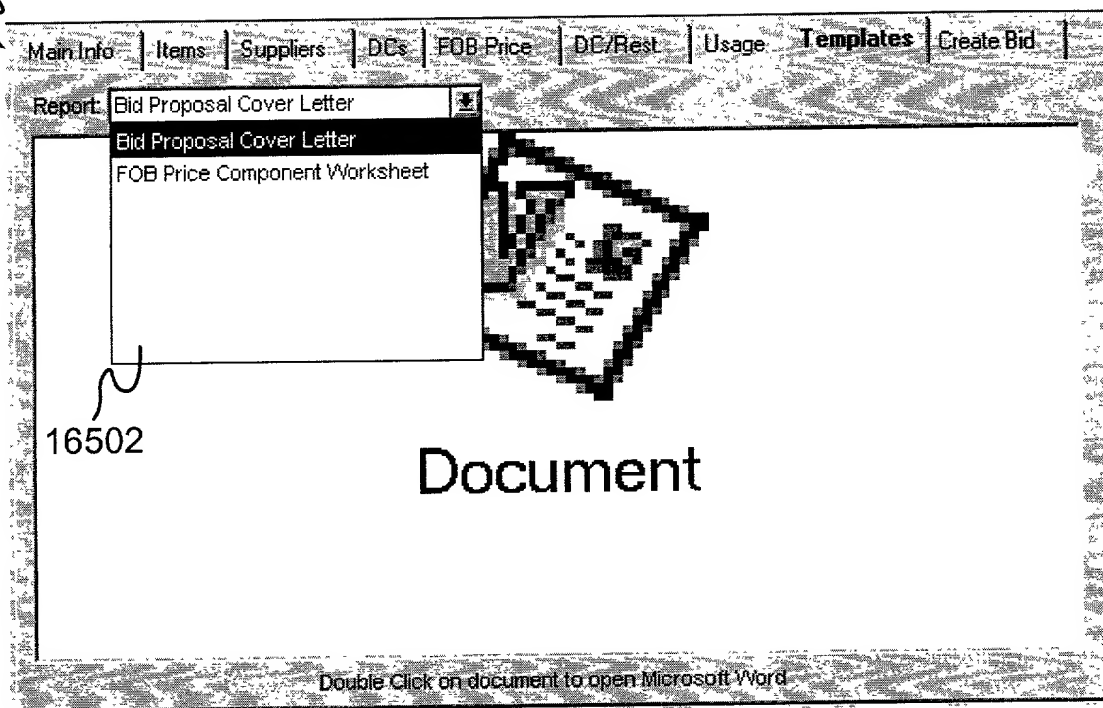 Main Info Items Suppliers DCs FOB Price DC/Rest. Usage Templates Create Bid
Report: Bid Proposal Cover Letter
Bid Proposal Cover Letter
FOB Price Component Worksheet
16502
Document
Double Click on document to open Microsoft Word